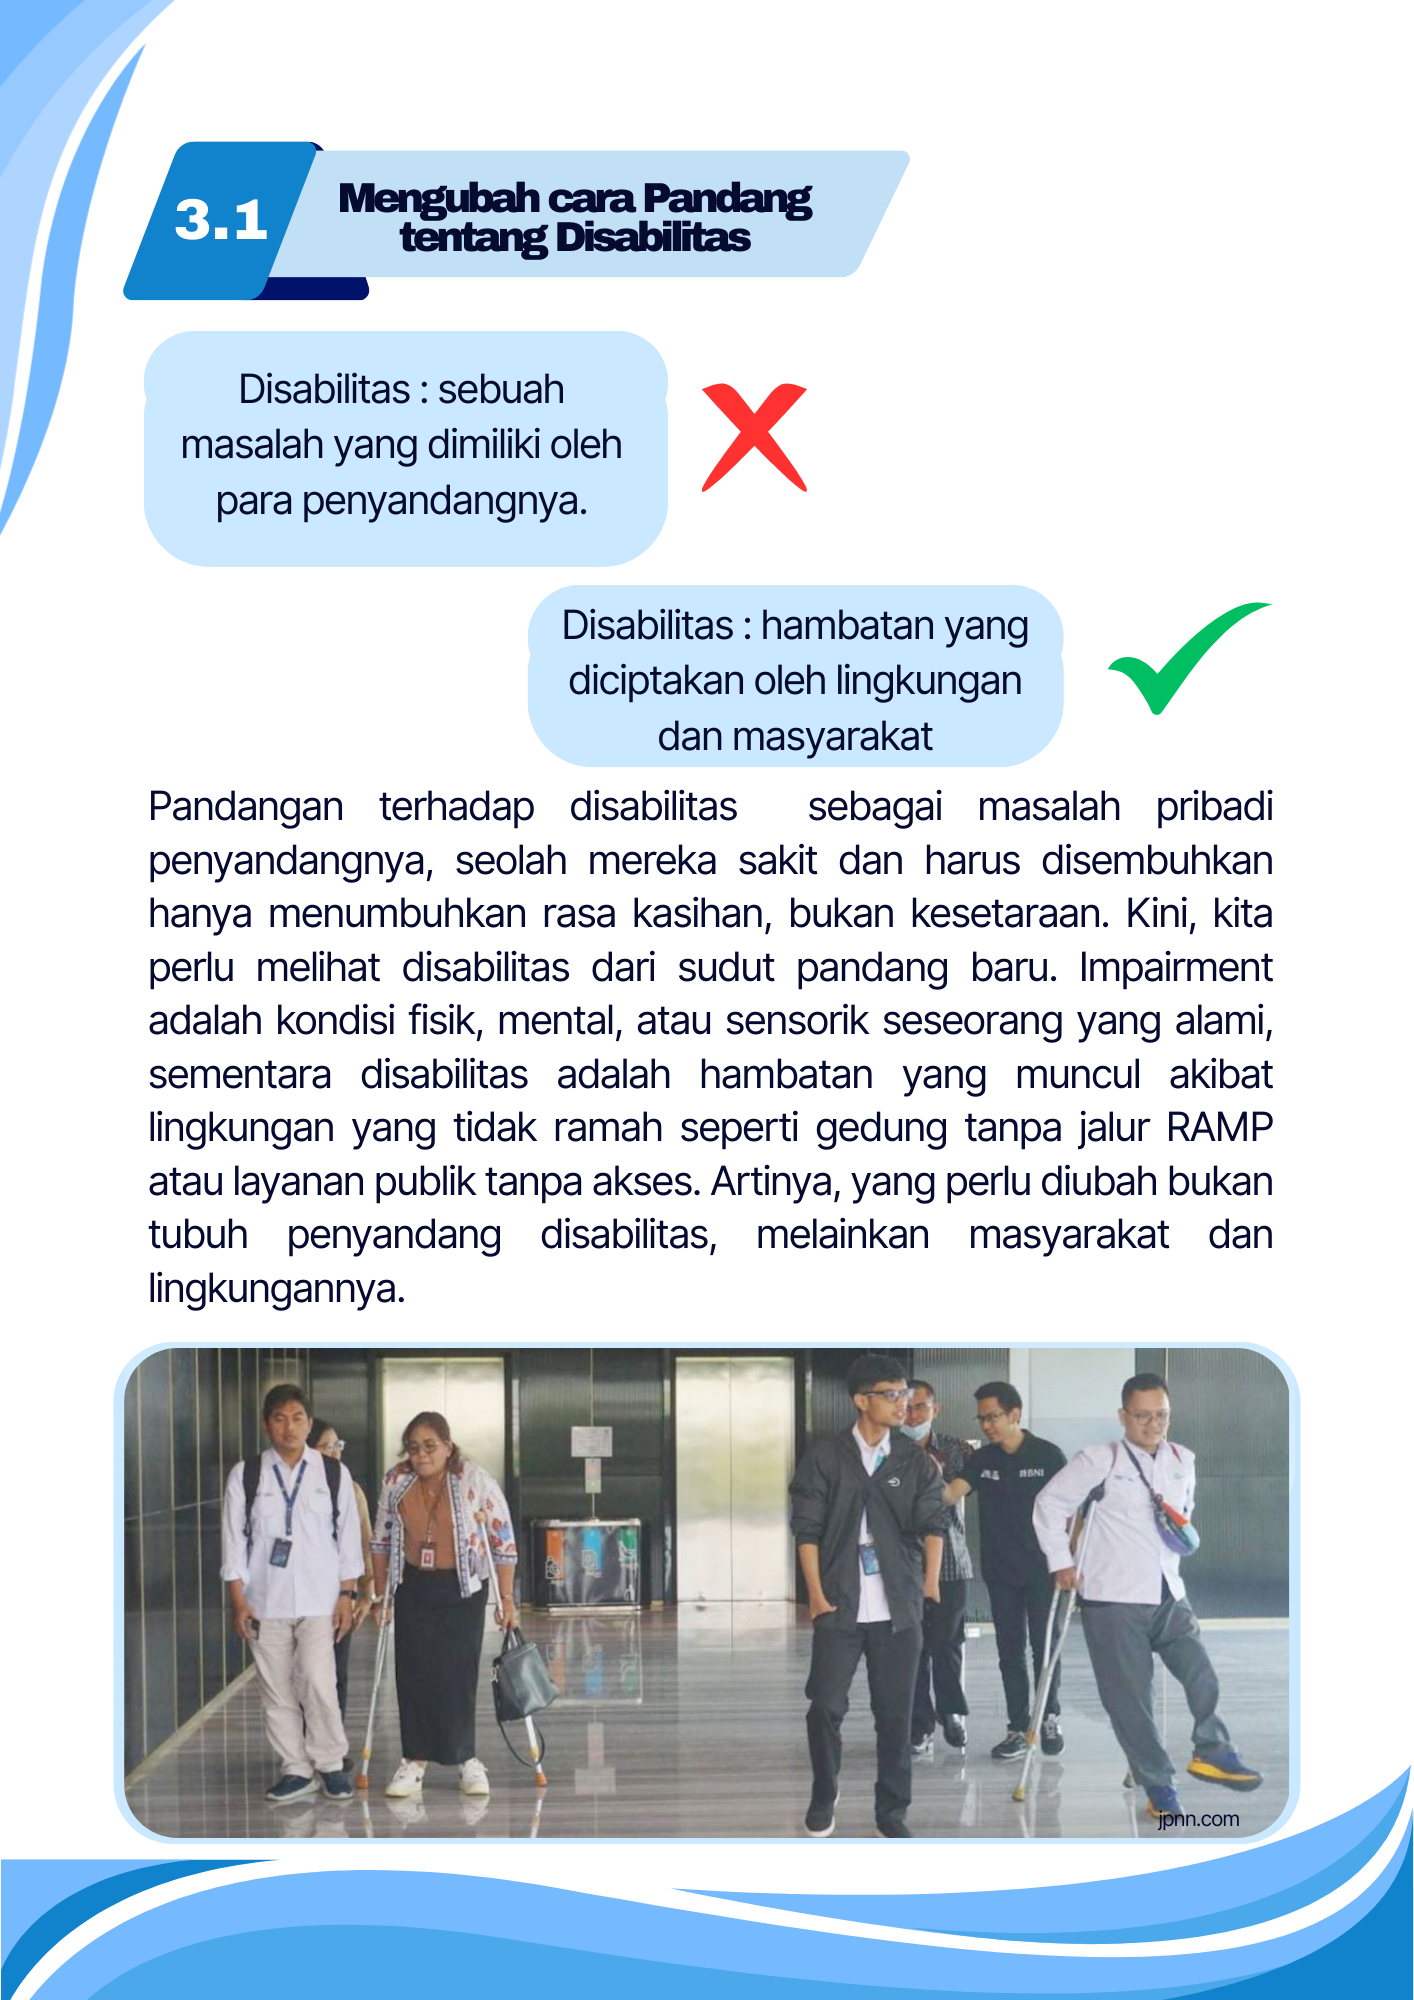 3.1
Mengubah cara Pandang
tentang Disabilitas
Disabilitas : sebuah
masalah yang dimiliki oleh
para penyandangnya.
Disabilitas : hambatan yang
diciptakan oleh lingkungan
dan masyarakat
Pandangan terhadap disabilitas sebagai masalah pribadi
penyandangnya, seolah mereka sakit dan harus disembuhkan
hanya menumbuhkan rasa kasihan, bukan kesetaraan. Kini, kita
perlu melihat disabilitas dari sudut pandang baru. Impairment
adalah kondisi fisik, mental, atau sensorik seseorang yang alami,
sementara disabilitas adalah hambatan yang muncul akibat
lingkungan yang tidak ramah seperti gedung tanpa jalur RAMP
atau layanan publik tanpa akses. Artinya, yang perlu diubah bukan
tubuh penyandang disabilitas, melainkan masyarakat dan
lingkungannya.
BNI
jpnn.com